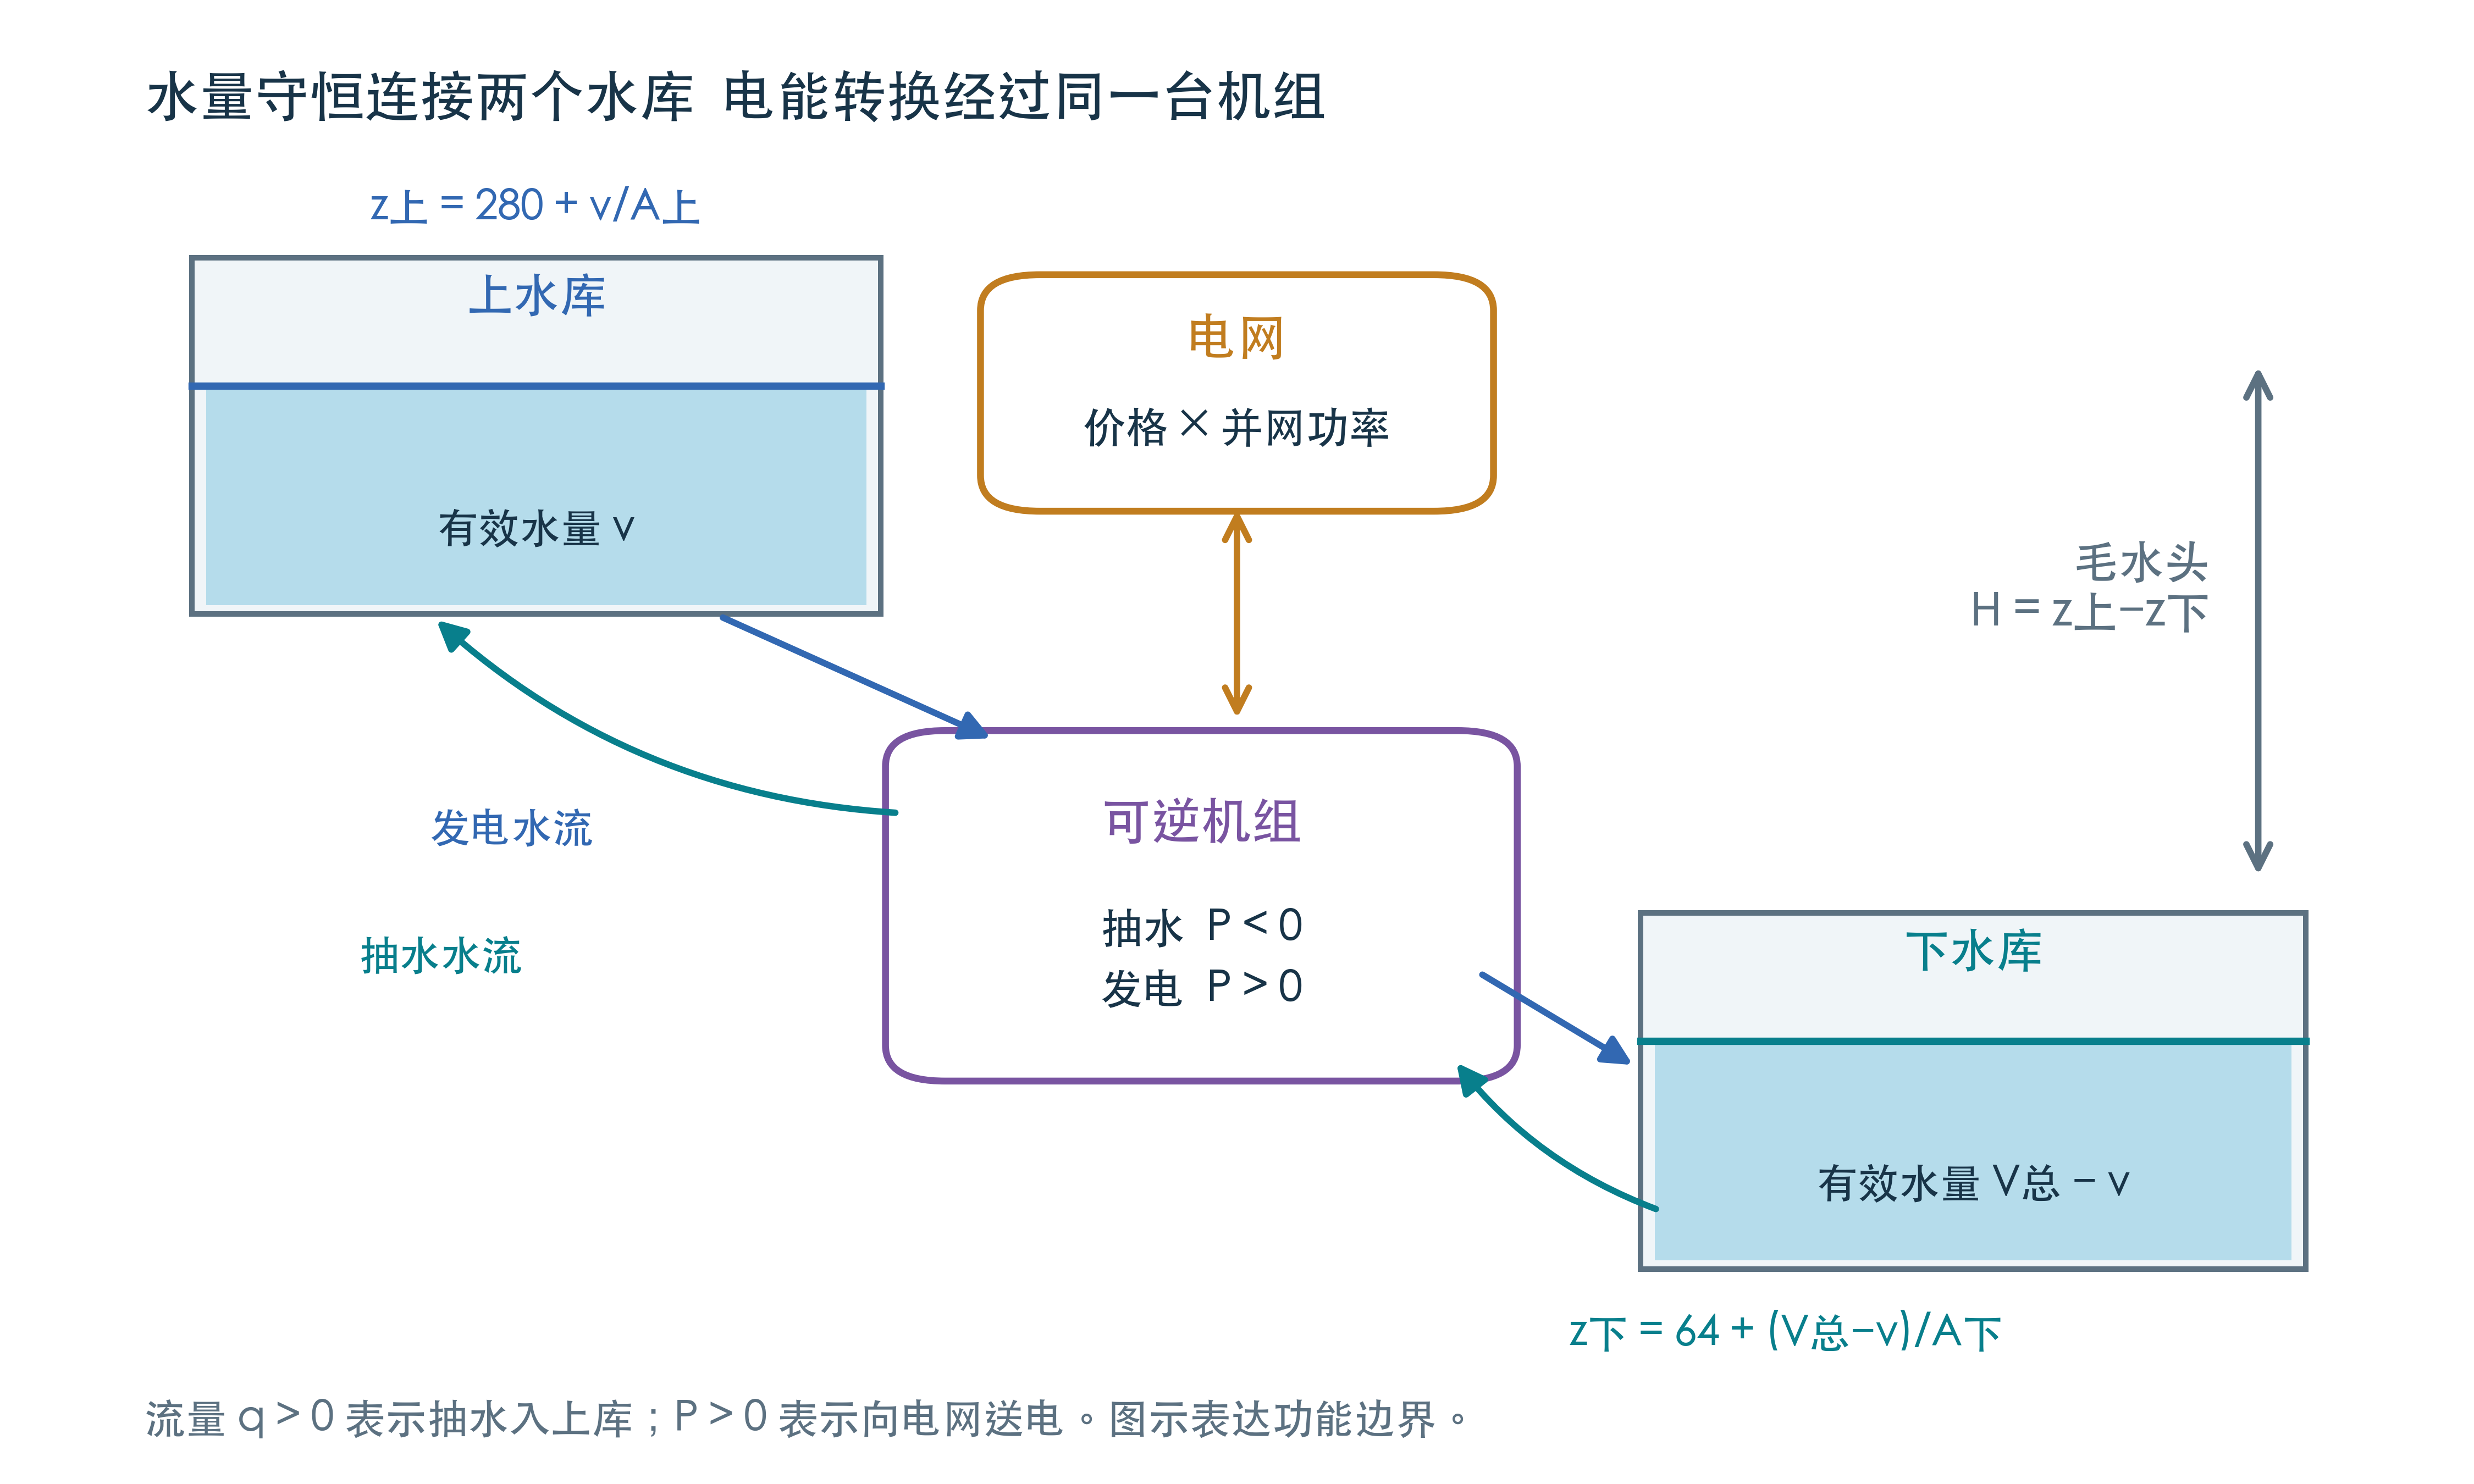 水量守恒连接两个水库 电能转换经过同一台机组
z上 = 280 + v/A上
上水库
有效水量 v
电网
价格 × 并网功率
毛水头
H = z上−z下
可逆机组
抽水 P < 0
发电 P > 0
发电水流
抽水水流
下水库
有效水量 V总 − v
z下 = 64 + (V总−v)/A下
流量 q > 0 表示抽水入上库；P > 0 表示向电网送电。图示表达功能边界。